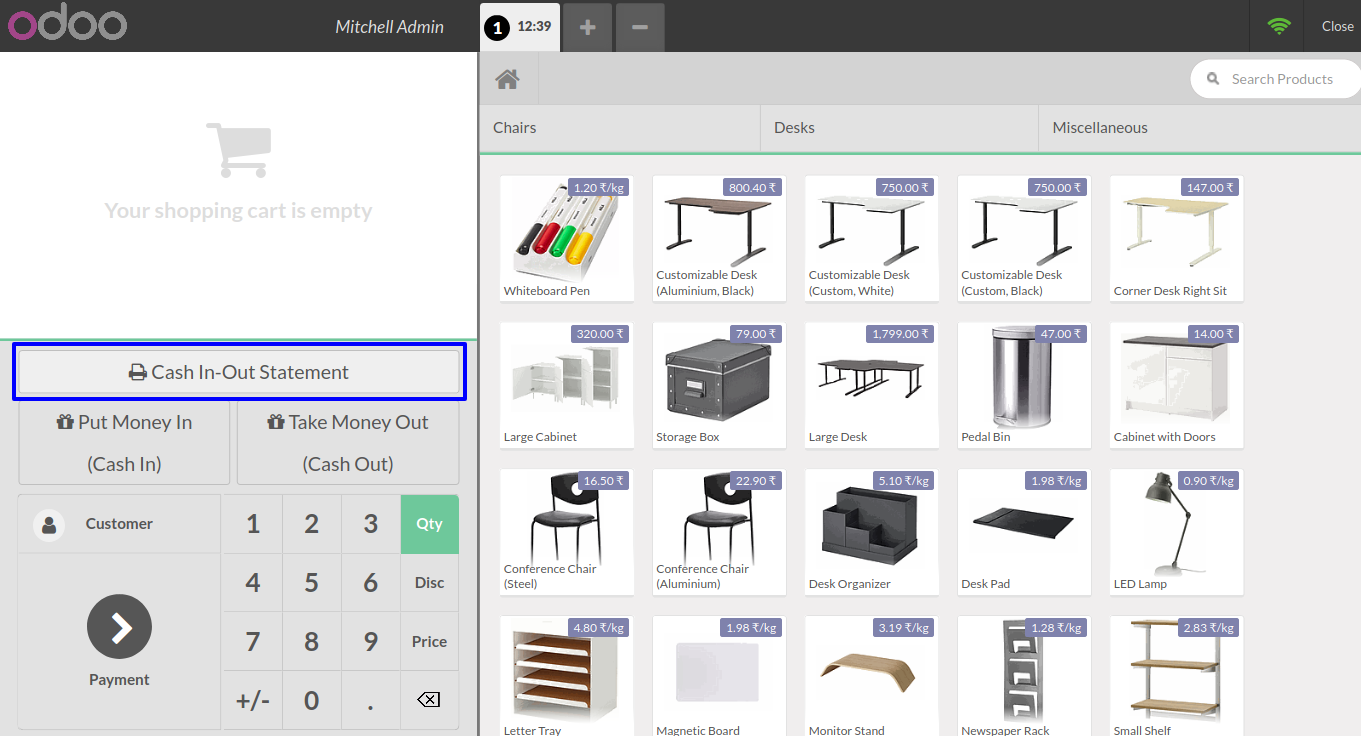 odoo
Mitchell Admin
1 12:39
Close
Search Products
Chairs
Desks
Miscellaneous
Your shopping cart is empty
Cash In-Out Statement
Put Money In
(Cash In)
Take Money Out
(Cash Out)
Customer
Payment
1 2 3 Qty
4 5 6 Disc
7 8 9 Price
+/- 0 .
1.20 ₹/kg
Whiteboard Pen
800.40 ₹
Customizable Desk
(Aluminium, Black)
750.00 ₹
Customizable Desk
(Custom, White)
750.00 ₹
Customizable Desk
(Custom, Black)
147.00 ₹
Corner Desk Right Sit
320.00 ₹
Large Cabinet
79.00 ₹
Storage Box
1,799.00 ₹
Large Desk
47.00 ₹
Pedal Bin
14.00 ₹
Cabinet with Doors
16.50 ₹
Conference Chair
(Steel)
22.90 ₹
Conference Chair
(Aluminium)
5.10 ₹/kg
Desk Organizer
1.98 ₹/kg
Desk Pad
0.90 ₹/kg
LED Lamp
4.80 ₹/kg
Letter Tray
1.98 ₹/kg
Magnetic Board
3.19 ₹/kg
Monitor Stand
1.28 ₹/kg
Newspaper Rack
2.83 ₹/kg
Small Shelf